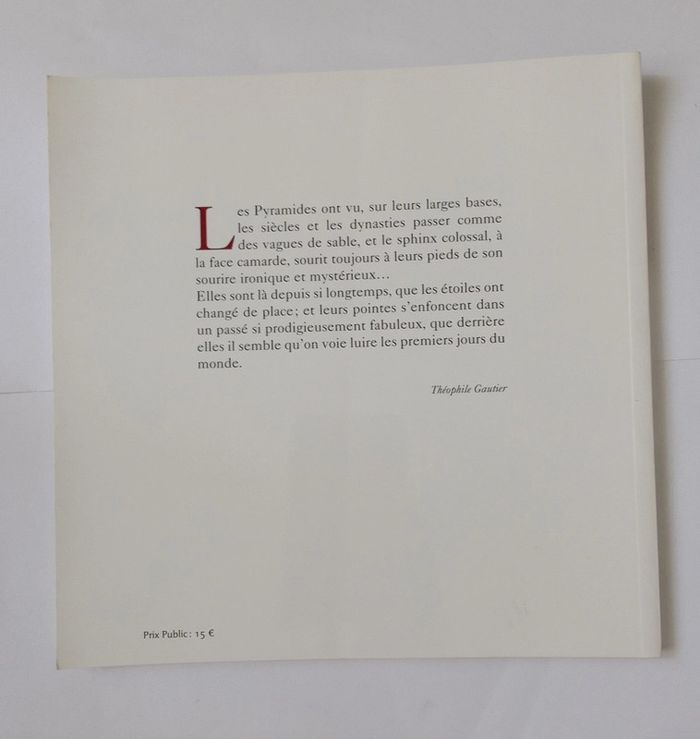 Les Pyramides ont vu, sur leurs larges bases,
les siècles et les dynasties passer comme
des vagues de sable, et le sphinx colossal, à
la face camarde, sourit toujours à leurs pieds de son
sourire ironique et mystérieux...
Elles sont là depuis si longtemps, que les étoiles ont
changé de place ; et leurs pointes s'enfoncent dans
un passé si prodigieusement fabuleux, que derrière
elles il semble qu'on voie luire les premiers jours du
monde.
Théophile Gautier
Prix Public : 15 €